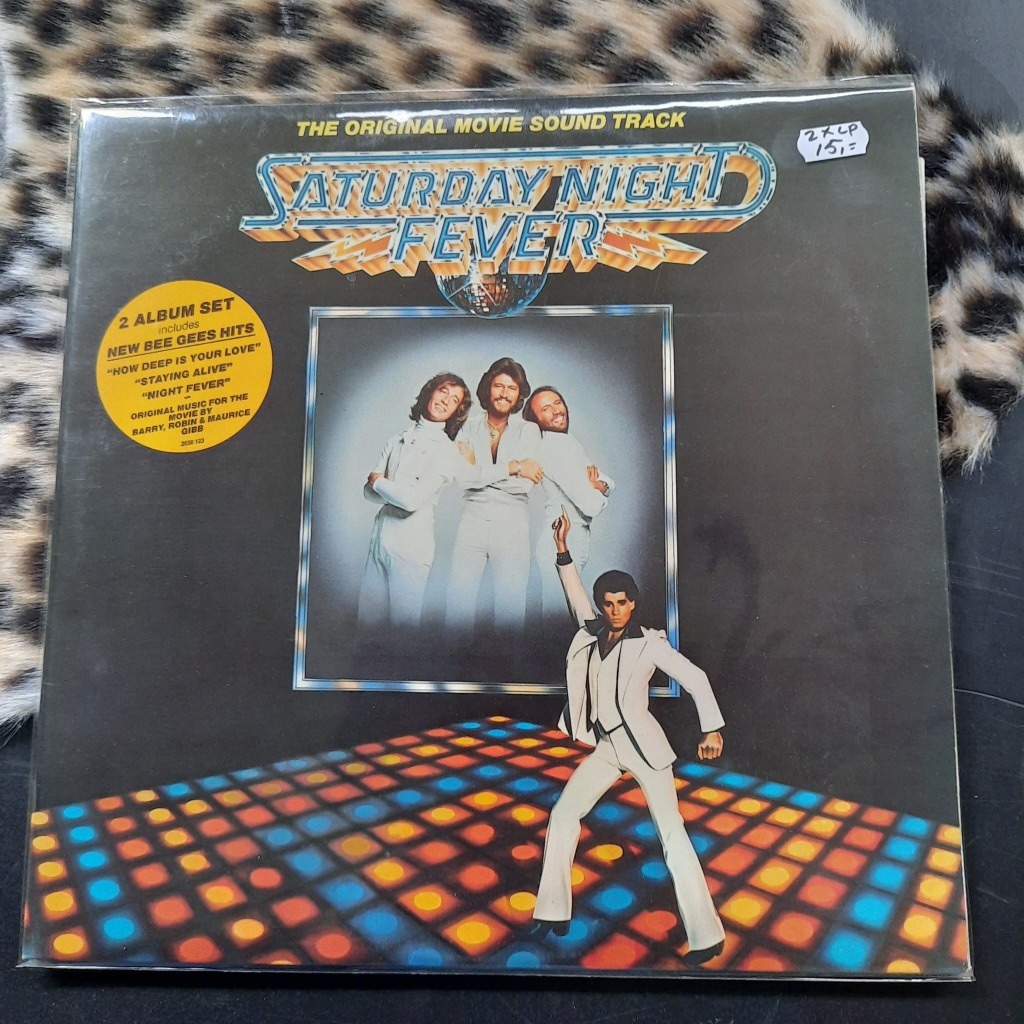 THE ORIGINAL MOVIE SOUND TRACK
2 x LP
15,=
SATURDAY NIGHT
FEVER
2 ALBUM SET
includes
NEW BEE GEES HITS
"HOW DEEP IS YOUR LOVE"
"STAYING ALIVE"
"NIGHT FEVER"
ORIGINAL MUSIC FOR THE
MOVIE BY
BARRY, ROBIN & MAURICE
GIBB
2658 123